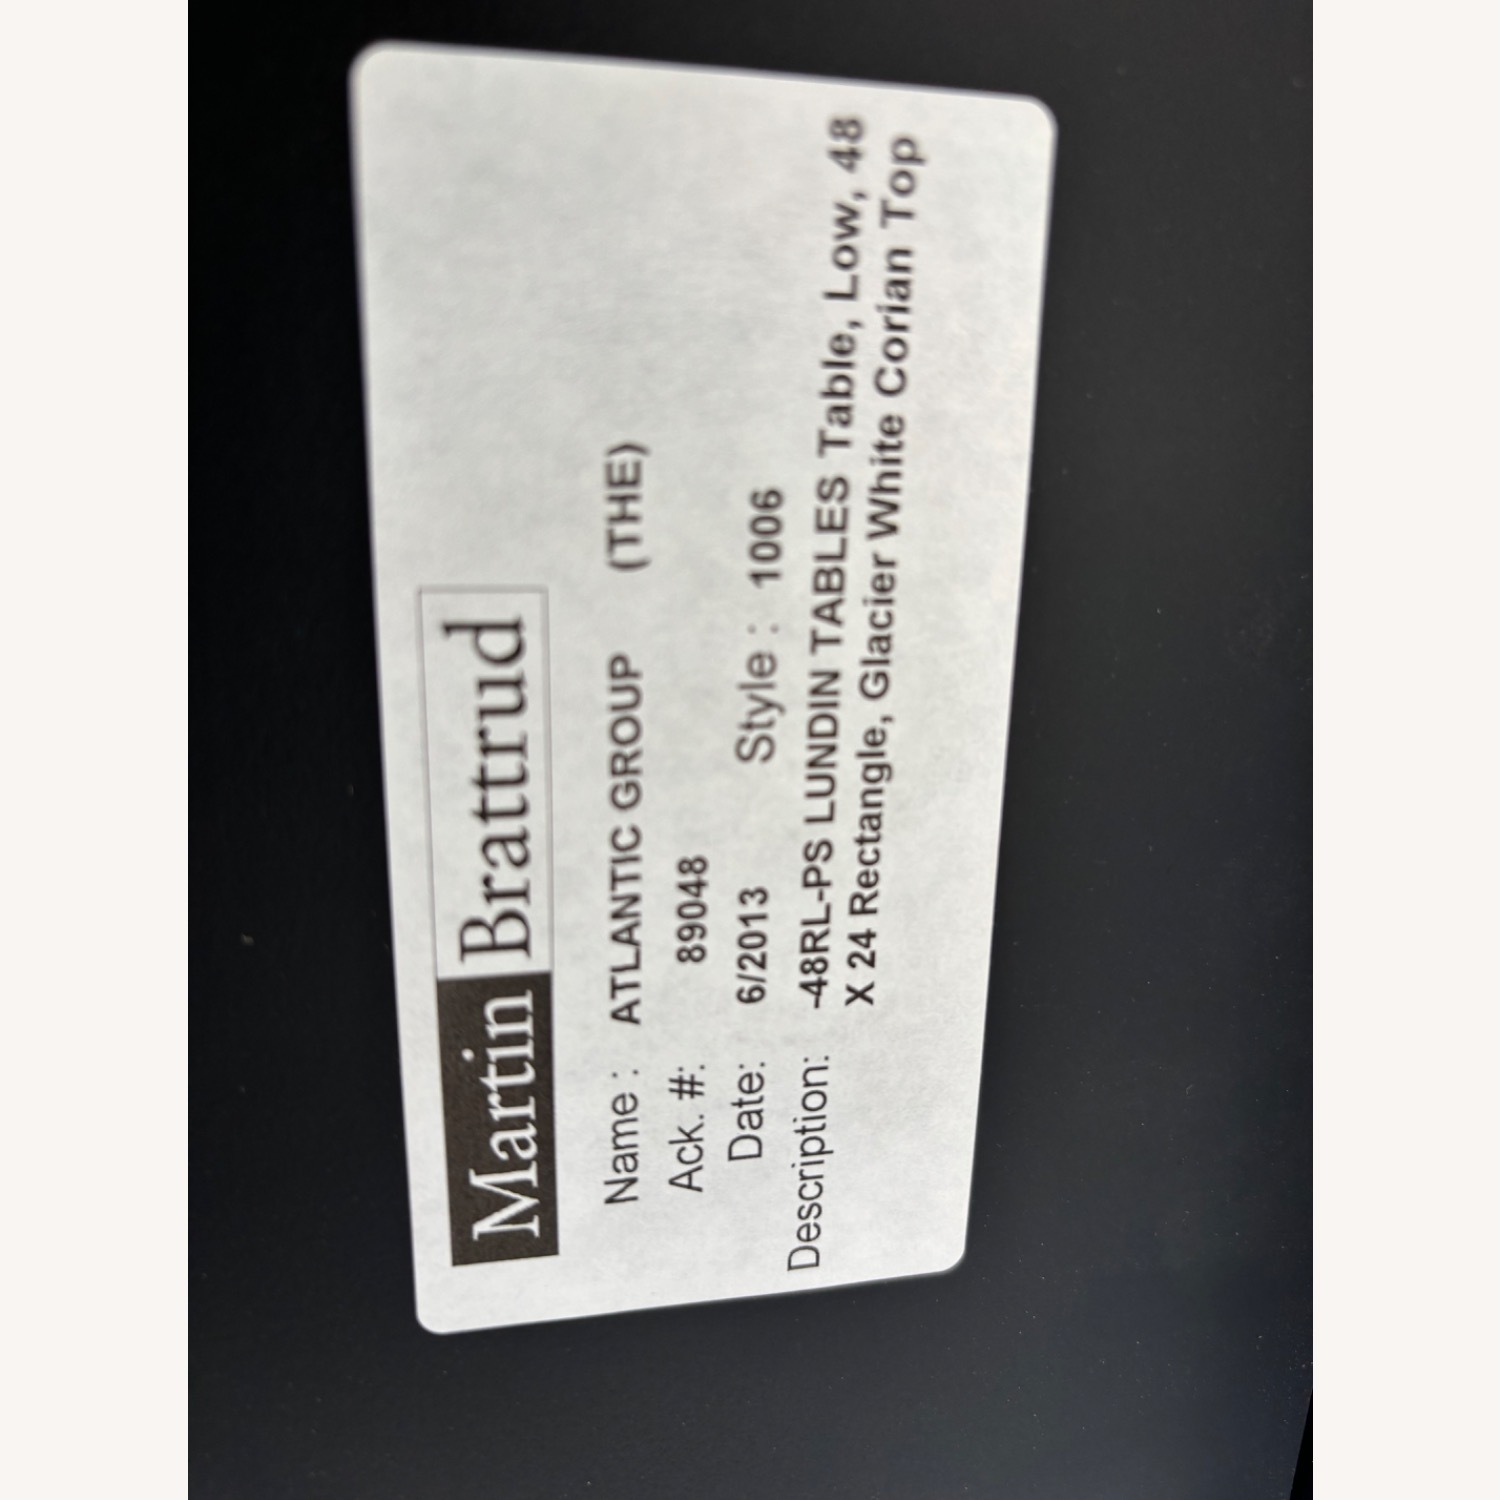 Martin Brattrud
Name : ATLANTIC GROUP (THE)
Ack. #: 89048
Date: 6/2013 Style : 1006
Description: -48RL-PS LUNDIN TABLES Table, Low, 48
X 24 Rectangle, Glacier White Corian Top